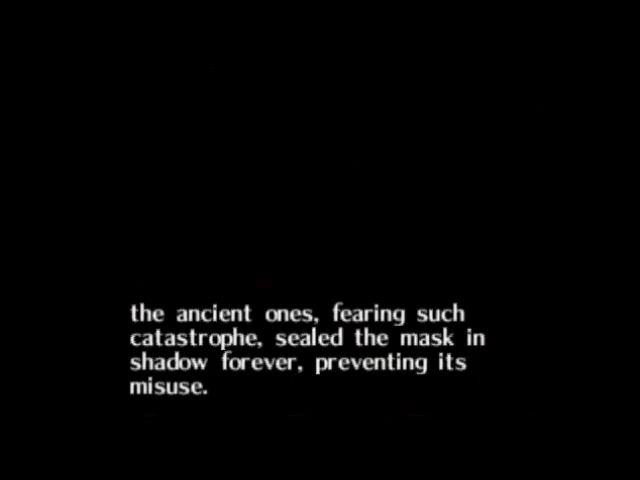 the ancient ones, fearing such
catastrophe, sealed the mask in
shadow forever, preventing its
misuse.